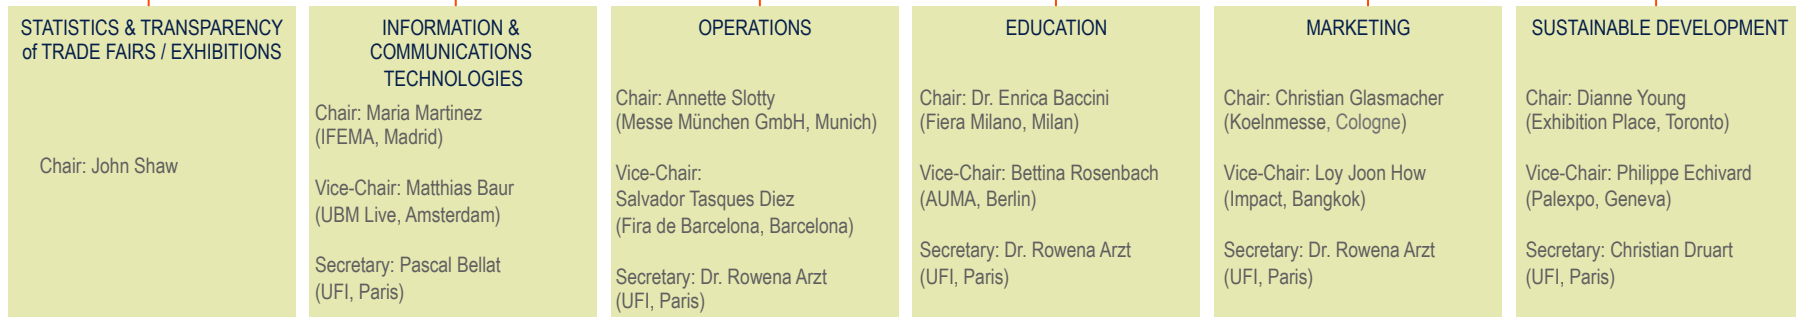 STATISTICS & TRANSPARENCY
of TRADE FAIRS / EXHIBITIONS
Chair: John Shaw
INFORMATION &
COMMUNICATIONS
TECHNOLOGIES
Chair: Maria Martinez
(IFEMA, Madrid)
Vice-Chair: Matthias Baur
(UBM Live, Amsterdam)
Secretary: Pascal Bellat
(UFI, Paris)
OPERATIONS
Chair: Annette Slotty
(Messe München GmbH, Munich)
Vice-Chair:
Salvador Tasques Diez
(Fira de Barcelona, Barcelona)
Secretary: Dr. Rowena Arzt
(UFI, Paris)
EDUCATION
Chair: Dr. Enrica Baccini
(Fiera Milano, Milan)
Vice-Chair: Bettina Rosenbach
(AUMA, Berlin)
Secretary: Dr. Rowena Arzt
(UFI, Paris)
MARKETING
Chair: Christian Glasmacher
(Koelnmesse, Cologne)
Vice-Chair: Loy Joon How
(Impact, Bangkok)
Secretary: Dr. Rowena Arzt
(UFI, Paris)
SUSTAINABLE DEVELOPMENT
Chair: Dianne Young
(Exhibition Place, Toronto)
Vice-Chair: Philippe Echivard
(Palexpo, Geneva)
Secretary: Christian Druart
(UFI, Paris)